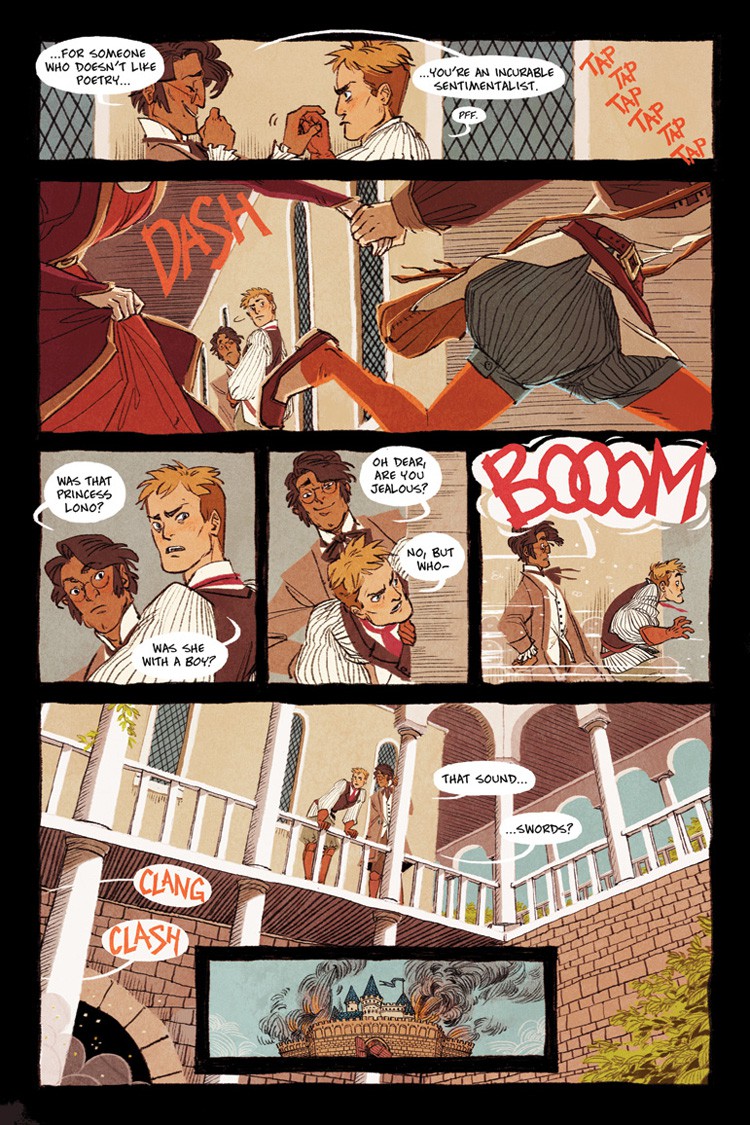 ...FOR SOMEONE
WHO DOESN'T LIKE
POETRY...
...YOU'RE AN INCURABLE
SENTIMENTALIST.
PFF.
TAP
TAP
TAP
TAP
TAP
TAP
DASH
WAS THAT
PRINCESS
LONO?
WAS SHE
WITH A BOY?
OH DEAR,
ARE YOU
JEALOUS?
NO, BUT
WHO-
BOOOM
THAT SOUND...
...SWORDS?
CLANG
CLASH